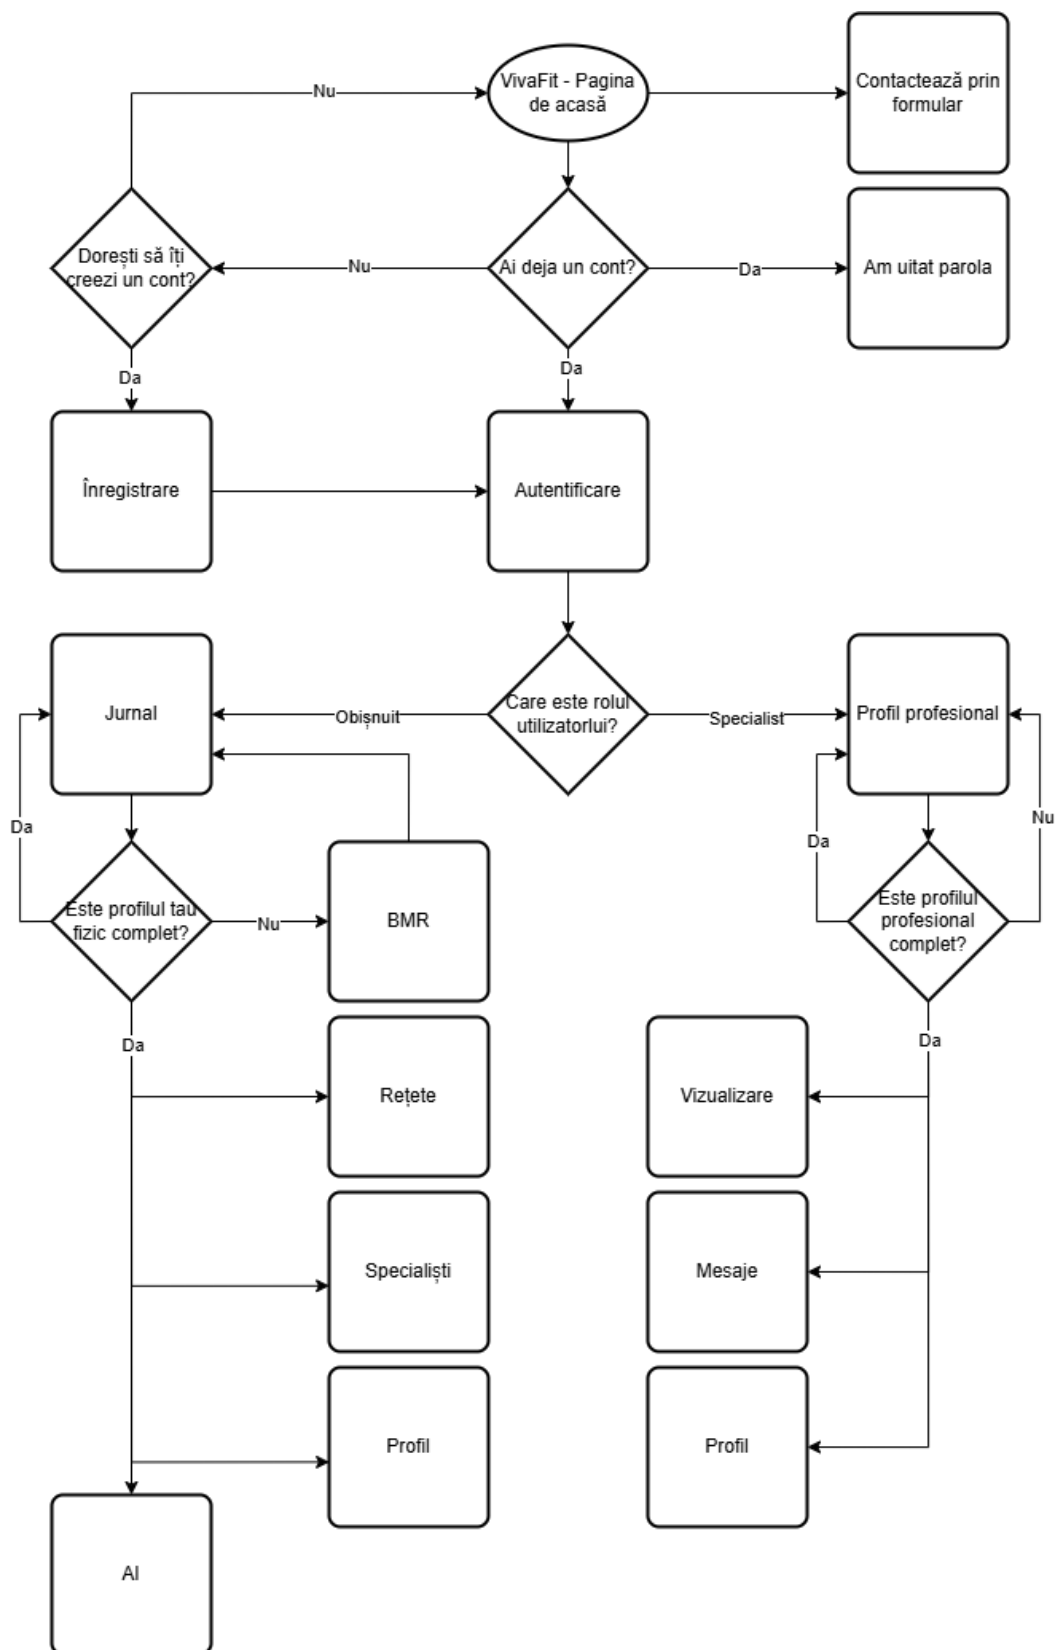 VivaFit - Pagina
de acasă
Contactează prin
formular
Nu
Dorești să îți
creezi un cont?
Nu
Ai deja un cont?
Da
Am uitat parola
Da
Da
Înregistrare
Autentificare
Jurnal
Obișnuit
Care este rolul
utilizatorlui?
Specialist
Profil profesional
Da
Da
Nu
Este profilul tau
fizic complet?
Nu
BMR
Este profilul
profesional
complet?
Da
Da
Rețete
Vizualizare
Specialiști
Mesaje
Profil
Profil
AI